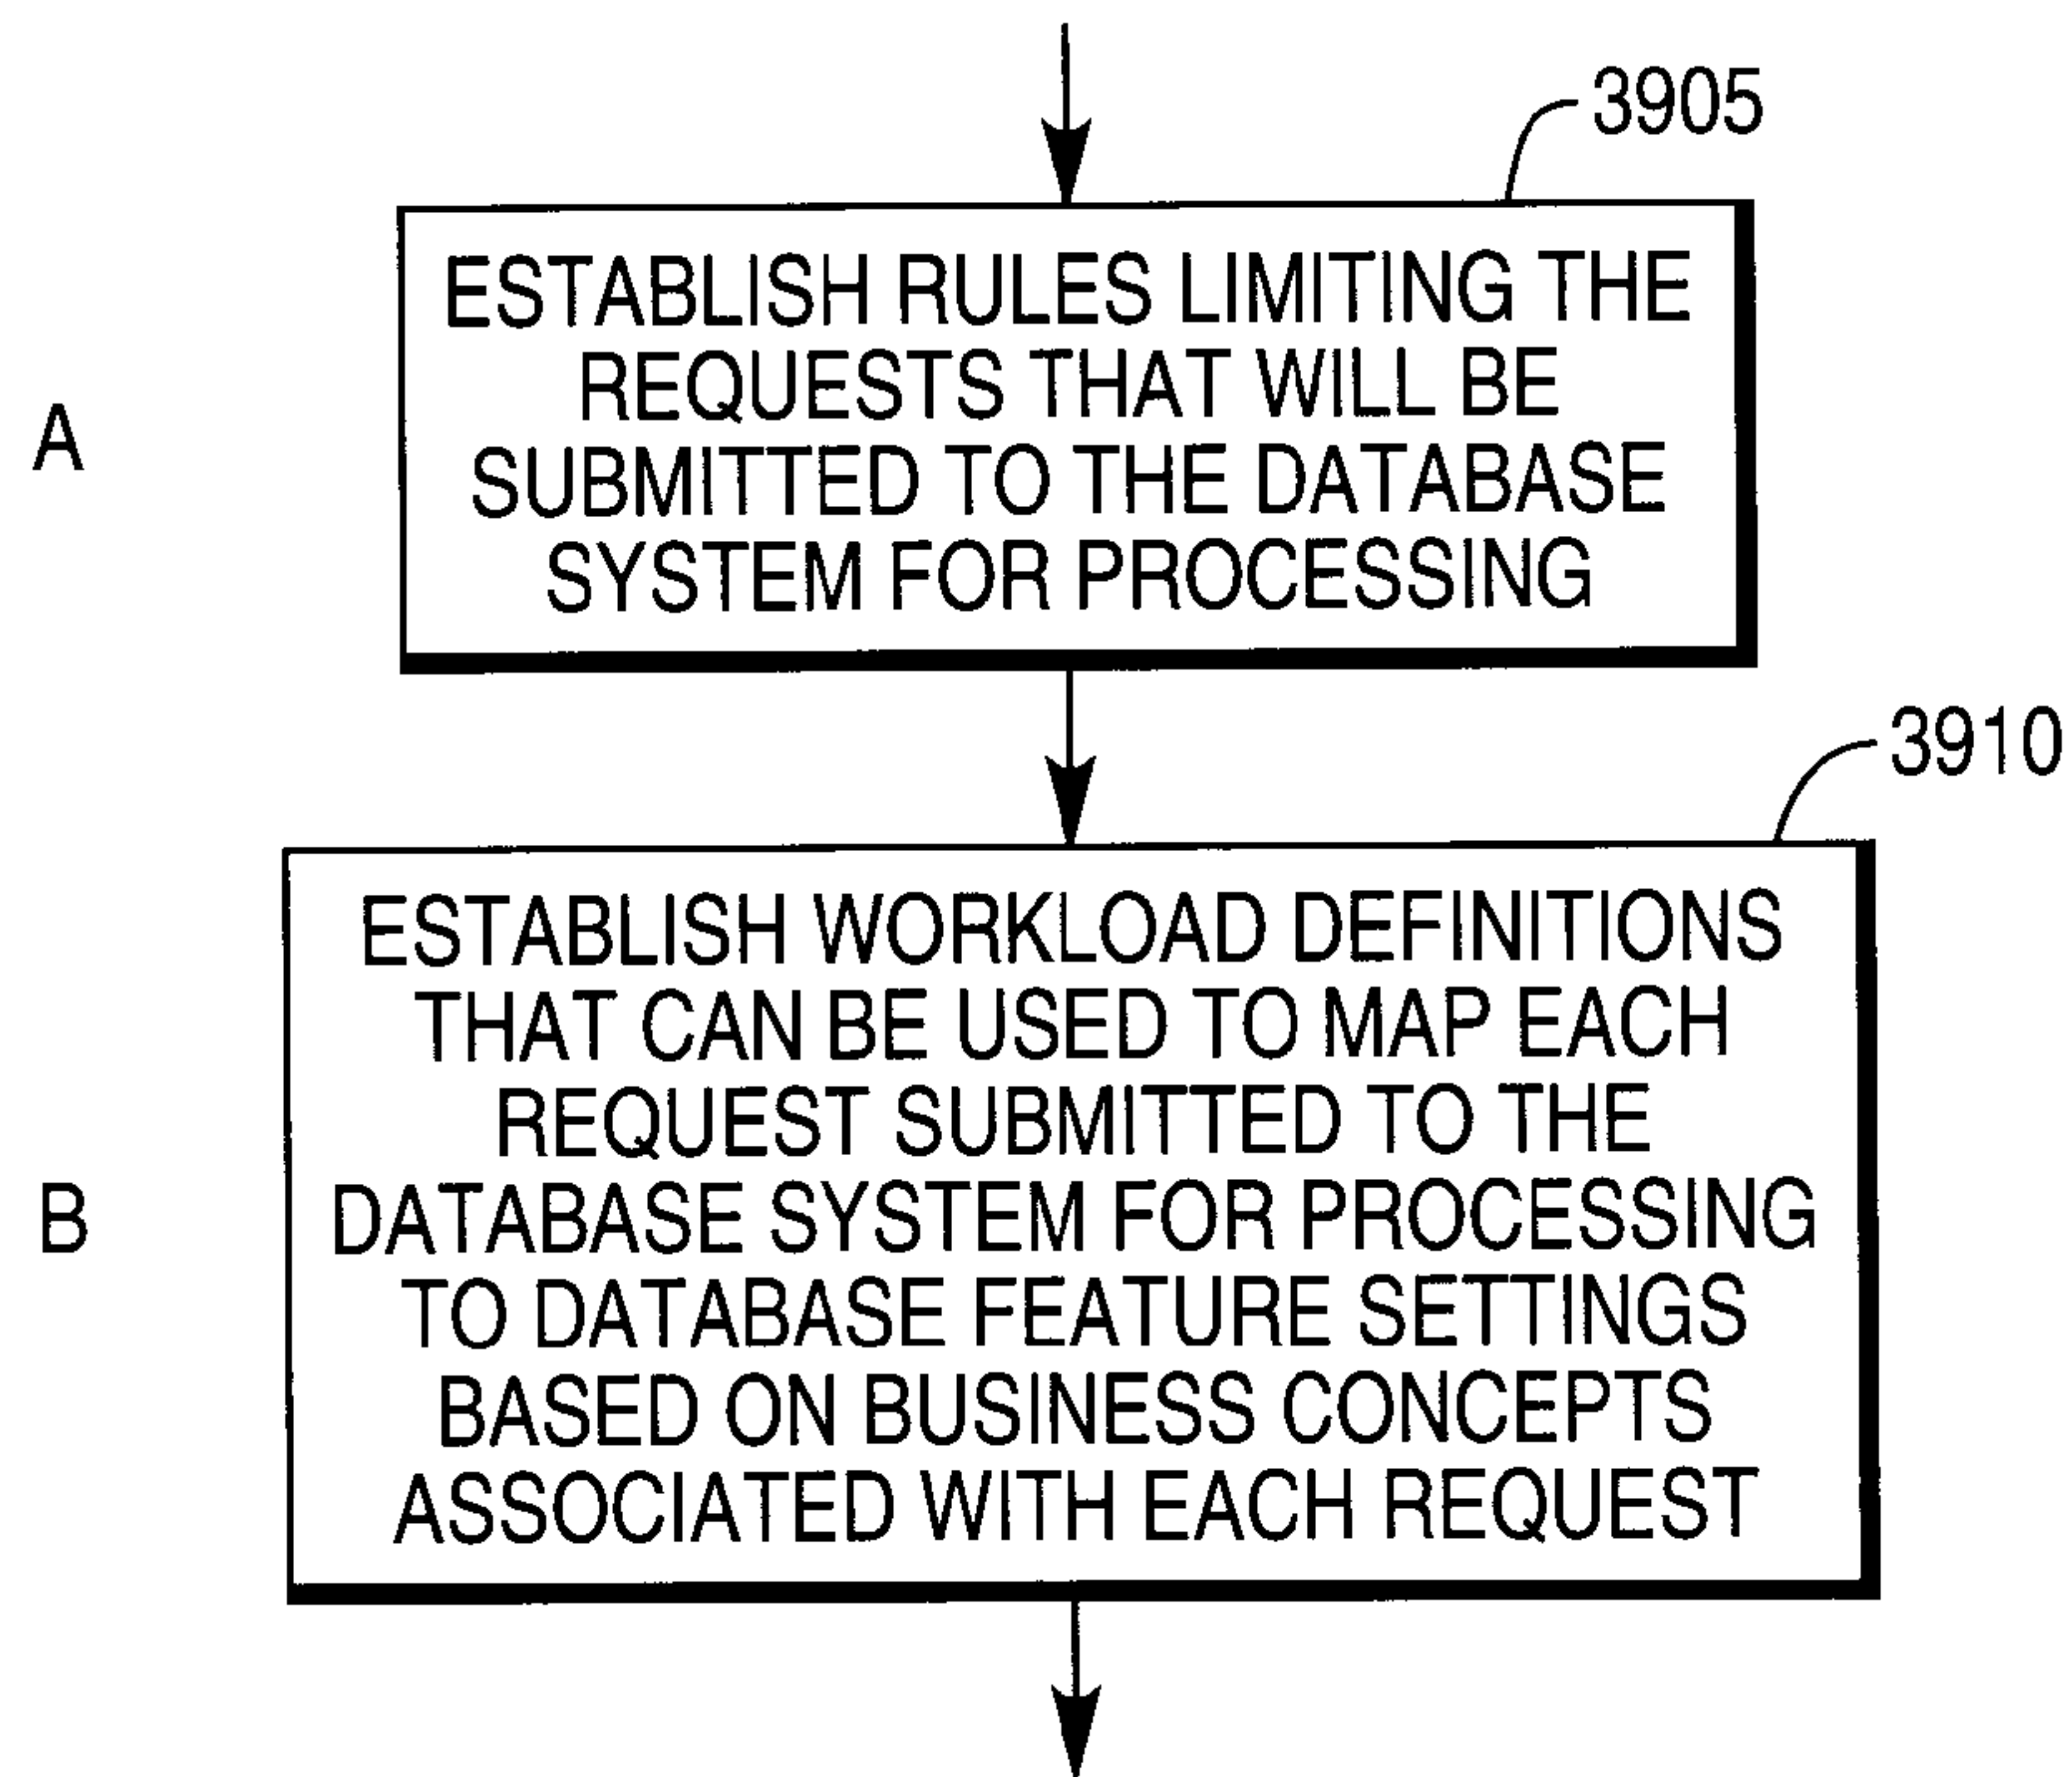 3905
ESTABLISH RULES LIMITING THE
REQUESTS THAT WILL BE
SUBMITTED TO THE DATABASE
SYSTEM FOR PROCESSING
A
3910
ESTABLISH WORKLOAD DEFINITIONS
THAT CAN BE USED TO MAP EACH
REQUEST SUBMITTED TO THE
DATABASE SYSTEM FOR PROCESSING
TO DATABASE FEATURE SETTINGS
BASED ON BUSINESS CONCEPTS
ASSOCIATED WITH EACH REQUEST
B